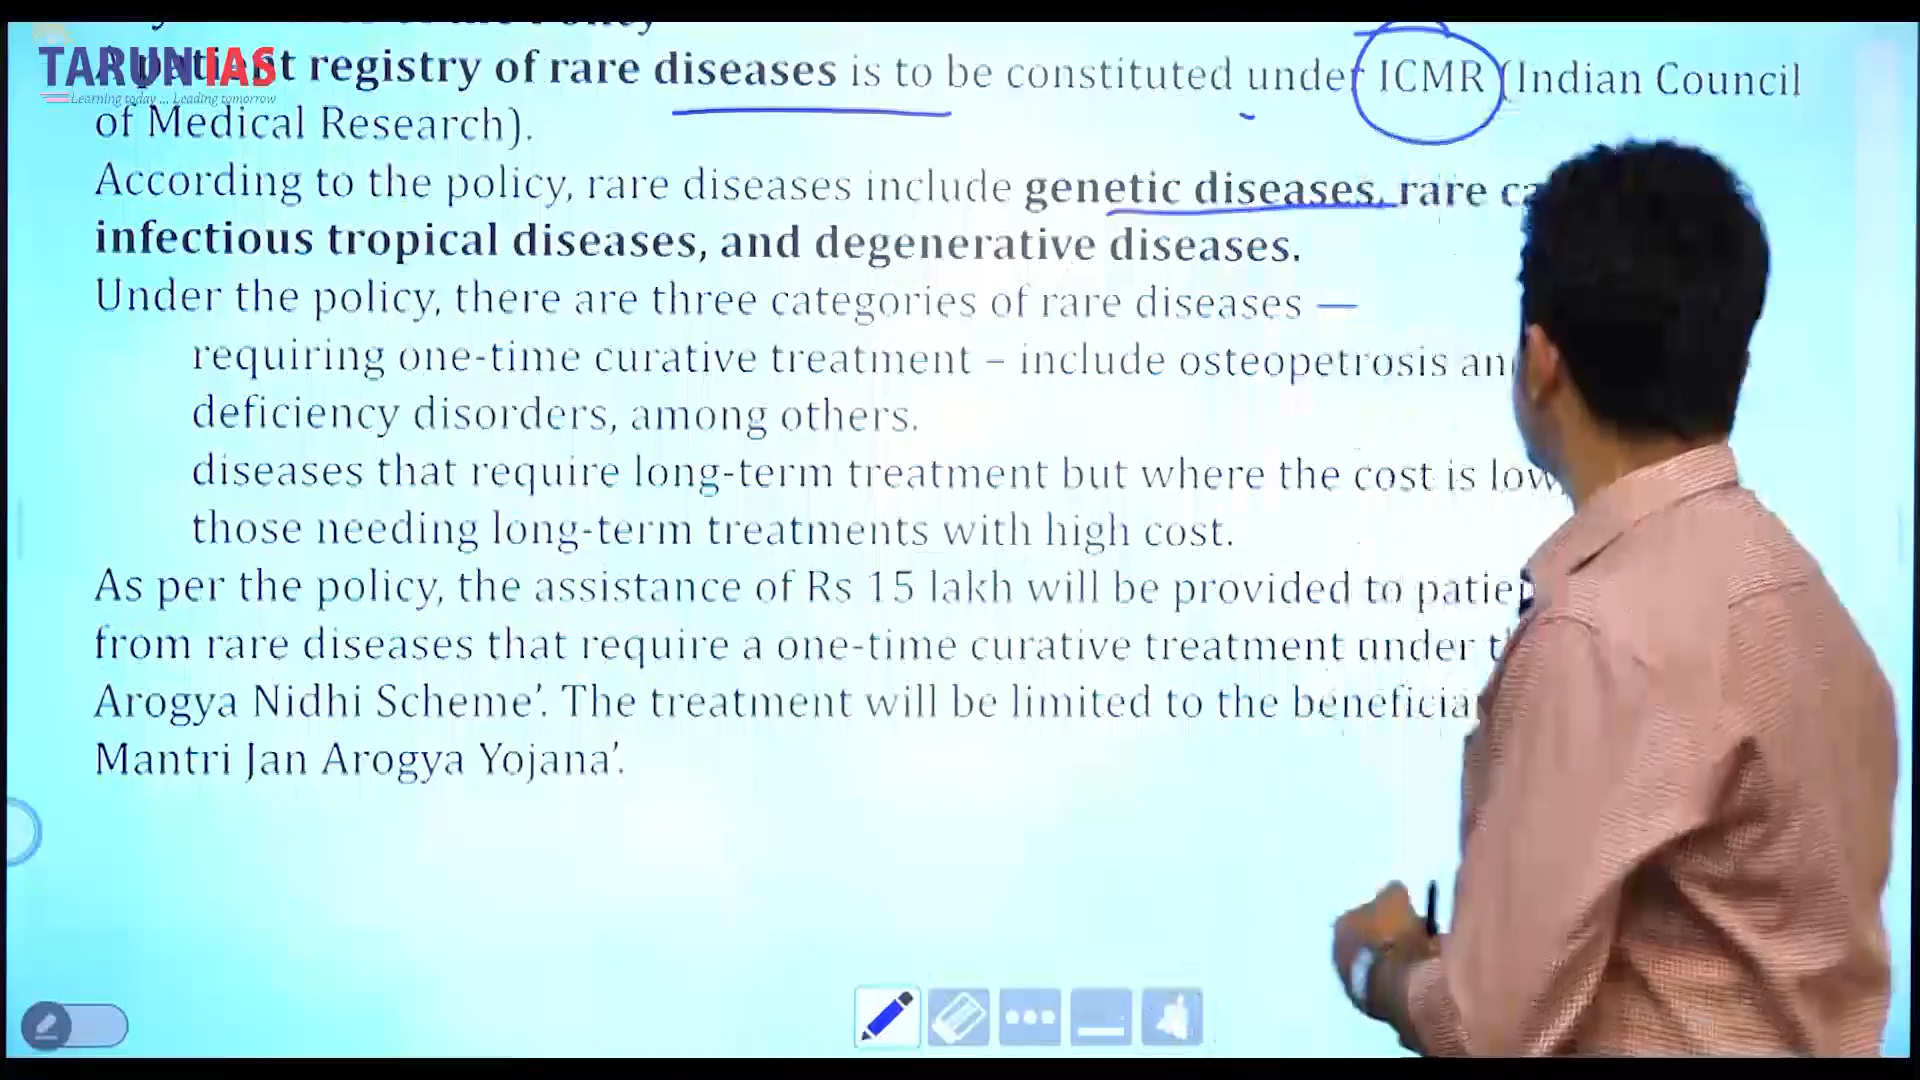 of the Policy
TARUN IAS
Learning today ... Leading tomorrow
patient registry of rare diseases is to be constituted under ICMR (Indian Council
of Medical Research).
According to the policy, rare diseases include genetic diseases, rare
infectious tropical diseases, and degenerative diseases.
Under the policy, there are three categories of rare diseases —
requiring one-time curative treatment – include osteopetrosis
deficiency disorders, among others.
diseases that require long-term treatment but where the cost is low,
those needing long-term treatments with high cost.
As per the policy, the assistance of Rs 15 lakh will be provided to
from rare diseases that require a one-time curative treatment under
Arogya Nidhi Scheme’. The treatment will be limited to the
Mantri Jan Arogya Yojana’.